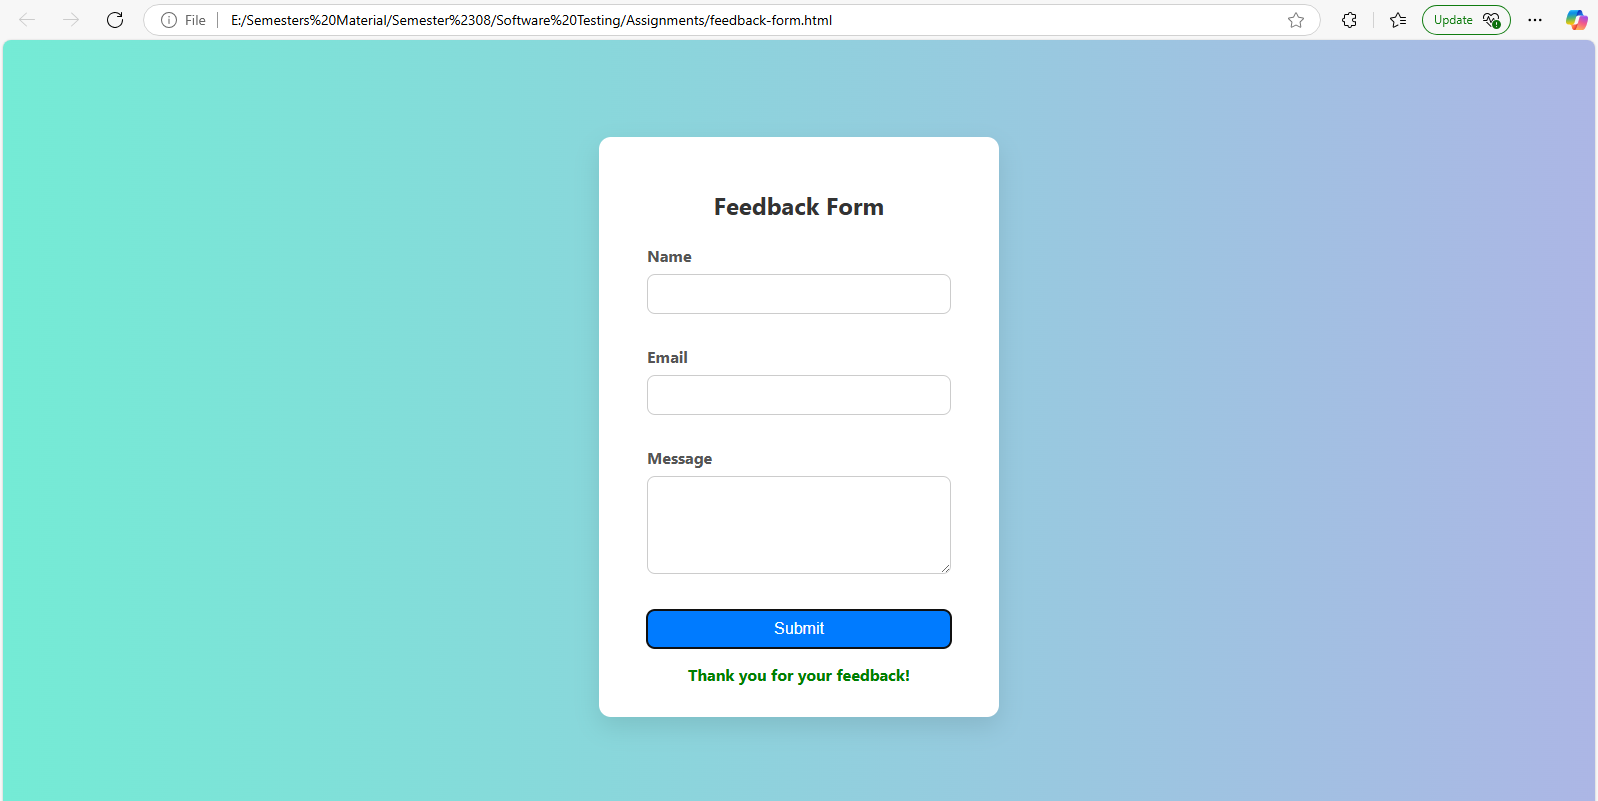 File
E:/Semesters%20Material/Semester%2308/Software%20Testing/Assignments/feedback-form.html
Update
Feedback Form
Name
Email
Message
Submit
Thank you for your feedback!